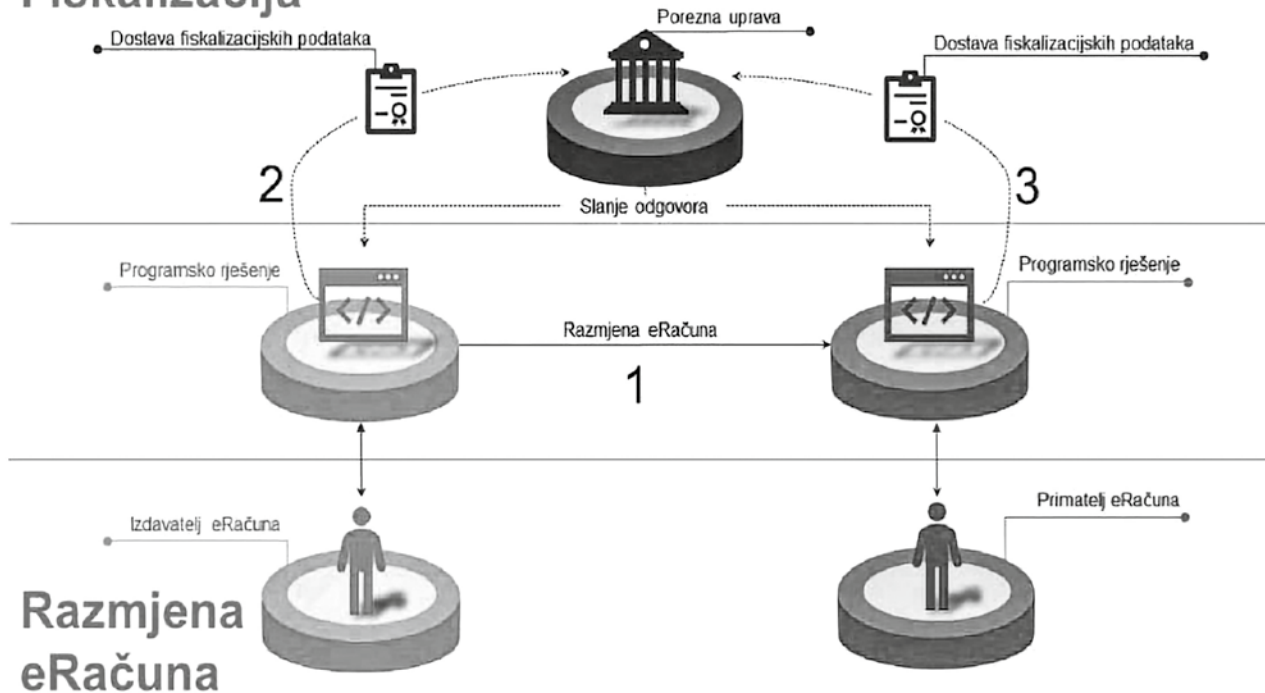 Fiskalizacija
Porezna uprava
Dostava fiskalizacijskih podataka
Dostava fiskalizacijskih podataka
2
3
Slanje odgovora
Programsko rješenje
Programsko rješenje
</>
</>
Razmjena eRačuna
1
Izdavatelj eRačuna
Primatelj eRačuna
Razmjena
eRačuna